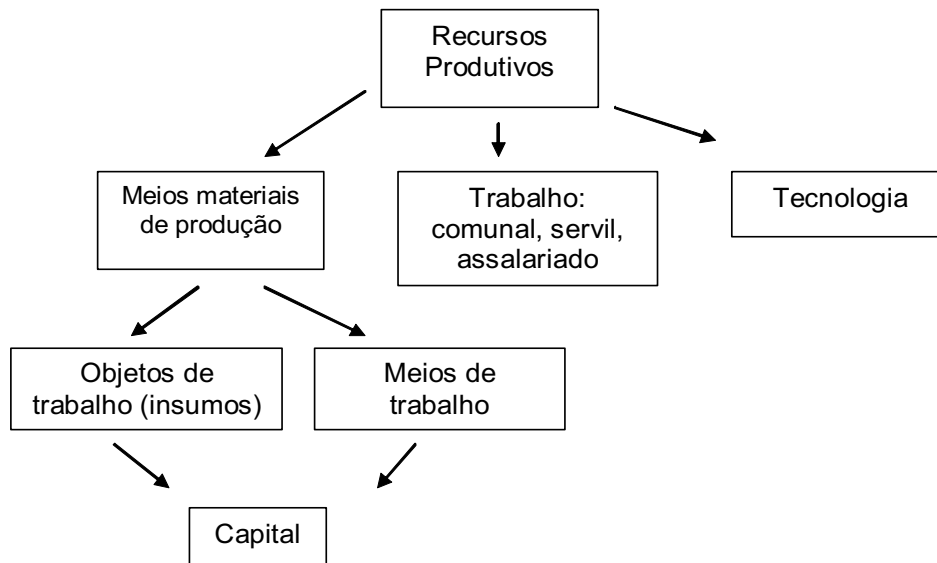 Recursos
Produtivos
Meios materiais
de produção
Trabalho:
comunal, servil,
assalariado
Tecnologia
Objetos de
trabalho (insumos)
Meios de
trabalho
Capital